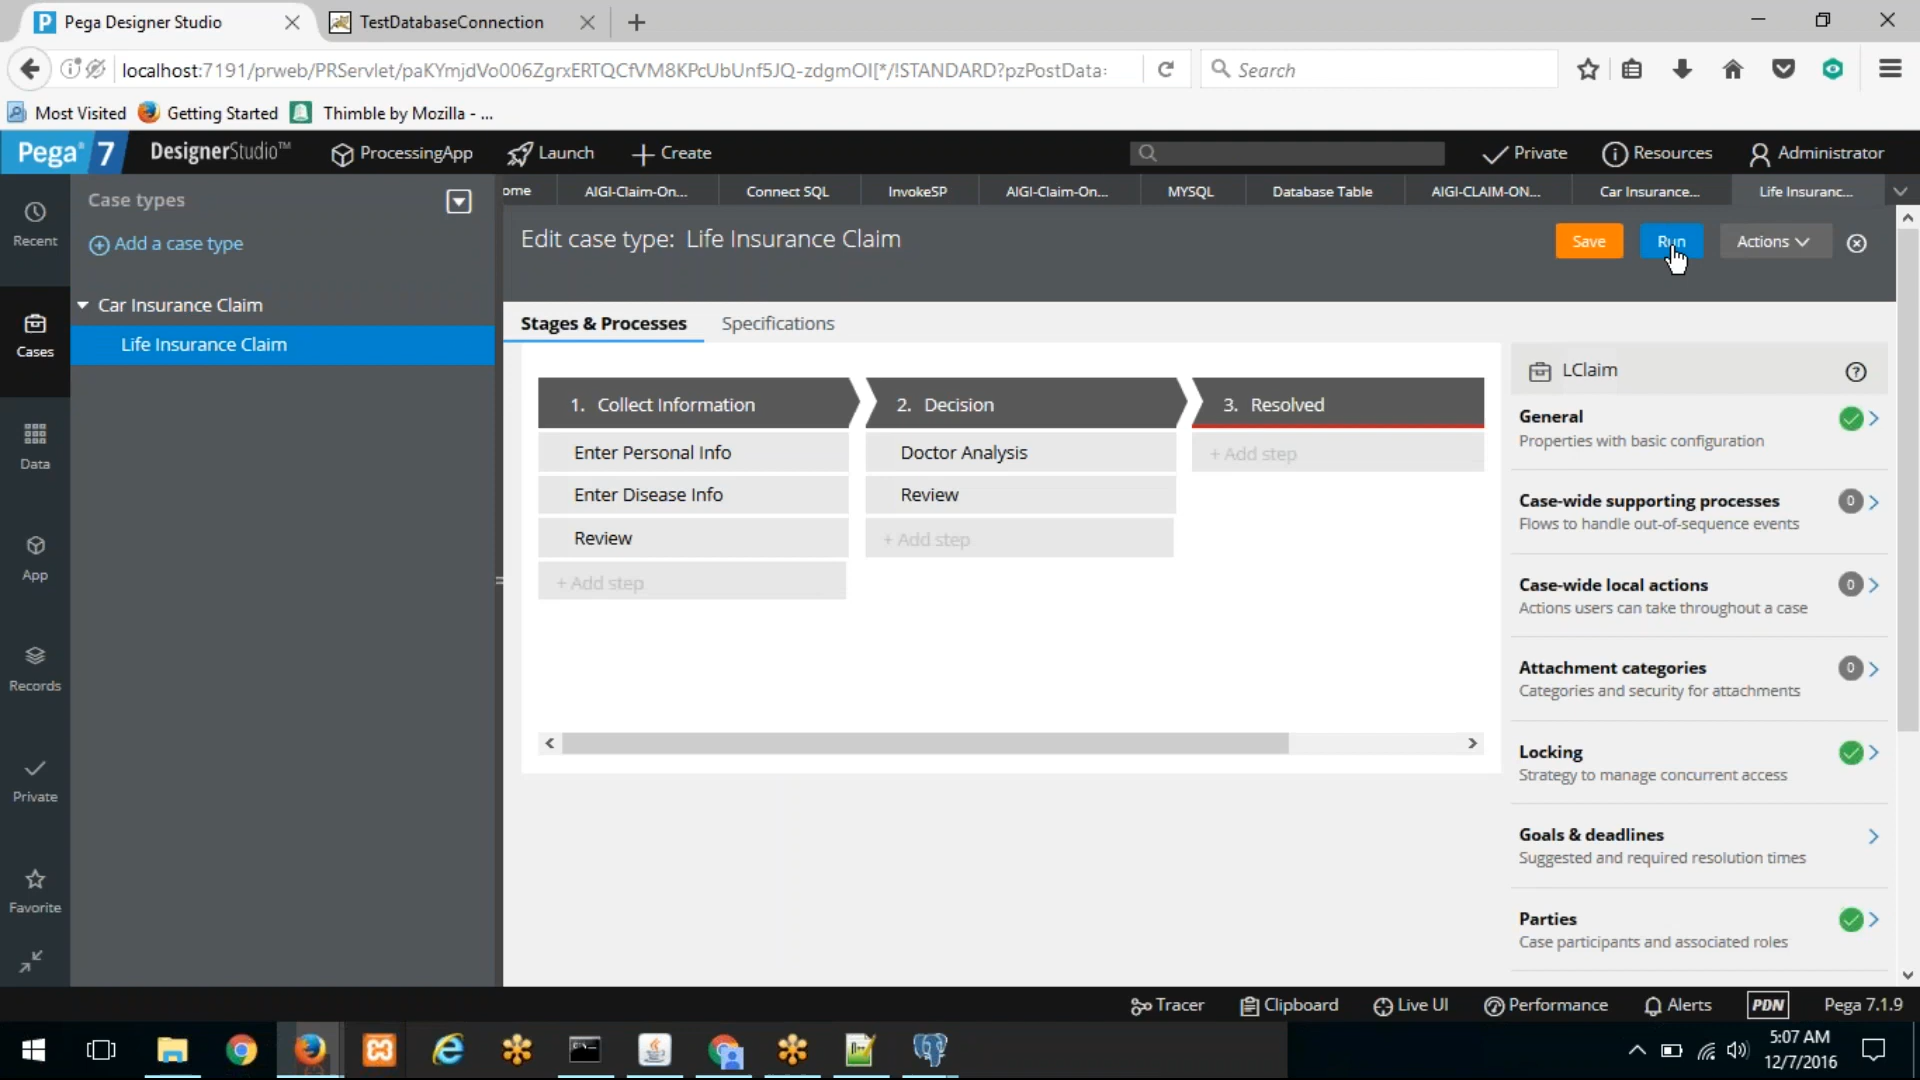 Pega Designer Studio
TestDatabaseConnection
localhost:7191/prweb/PRServlet/paKYmjdVo006ZgrxERTQCfVM8KPcUbUnf5JQ-zdgmOI[*/!STANDARD?pzPostData:
Search
Most Visited
Getting Started
Thimble by Mozilla - ...
Pega 7
DesignerStudio™
ProcessingApp
Launch
Create
Private
Resources
Administrator
ome
AIGI-Claim-On...
Connect SQL
InvokeSP
AIGI-Claim-On...
MYSQL
Database Table
AIGI-CLAIM-ON...
Car Insurance...
Life Insuranc...
Recent
Cases
Data
App
Records
Private
Favorite
Case types
Add a case type
Car Insurance Claim
Life Insurance Claim
Edit case type: Life Insurance Claim
Save
Run
Actions
Stages & Processes
Specifications
1. Collect Information
2. Decision
3. Resolved
Enter Personal Info
Doctor Analysis
+ Add step
Enter Disease Info
Review
Review
+ Add step
+ Add step
LClaim
General
Properties with basic configuration
Case-wide supporting processes
0
Flows to handle out-of-sequence events
Case-wide local actions
0
Actions users can take throughout a case
Attachment categories
0
Categories and security for attachments
Locking
Strategy to manage concurrent access
Goals & deadlines
Suggested and required resolution times
Parties
Case participants and associated roles
Tracer
Clipboard
Live UI
Performance
Alerts
PDN
Pega 7.1.9
5:07 AM
12/7/2016